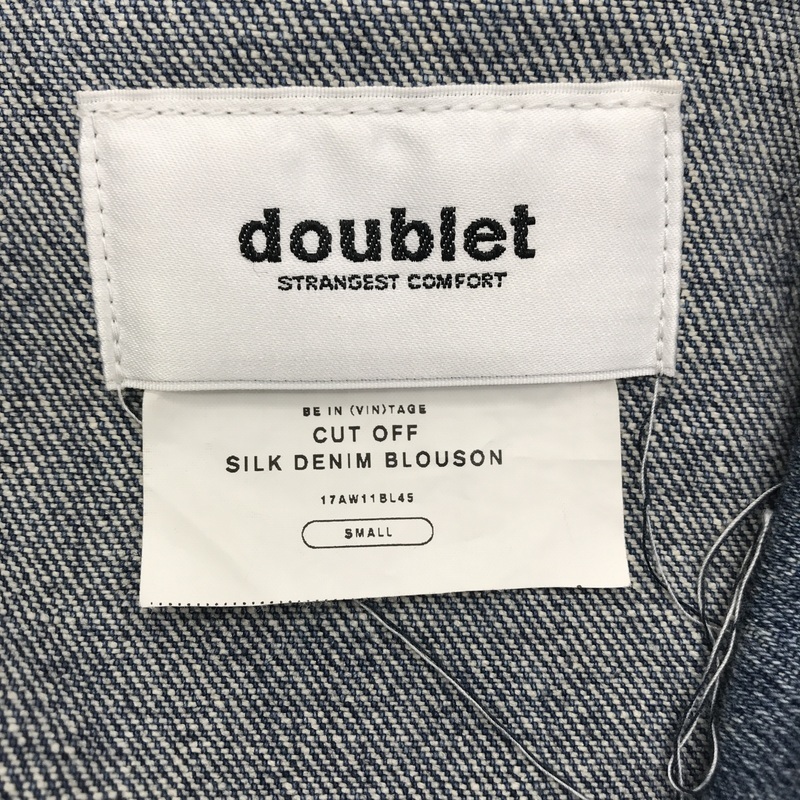 doublet
STRANGEST COMFORT
BE IN (VIN)TAGE
CUT OFF
SILK DENIM BLOUSON
17AW11BL45
SMALL